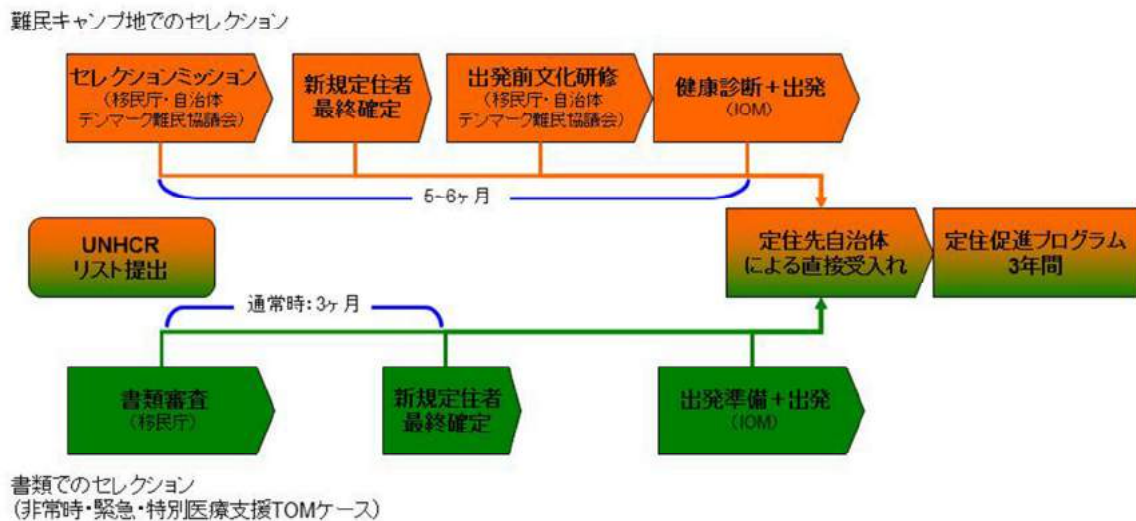 難民キャンプ地でのセレクション
セレクションミッション
(移民庁・自治体
デンマーク難民協議会)
新規定住者
最終確定
出発前文化研修
(移民庁・自治体
デンマーク難民協議会)
健康診断+出発
(IOM)
5-6ヶ月
UNHCR
リスト提出
定住先自治体
による直接受入れ
定住促進プログラム
3年間
通常時:3ヶ月
書類審査
(移民庁)
新規定住者
最終確定
出発準備+出発
(IOM)
書類でのセレクション
(非常時・緊急・特別医療支援TOMケース)